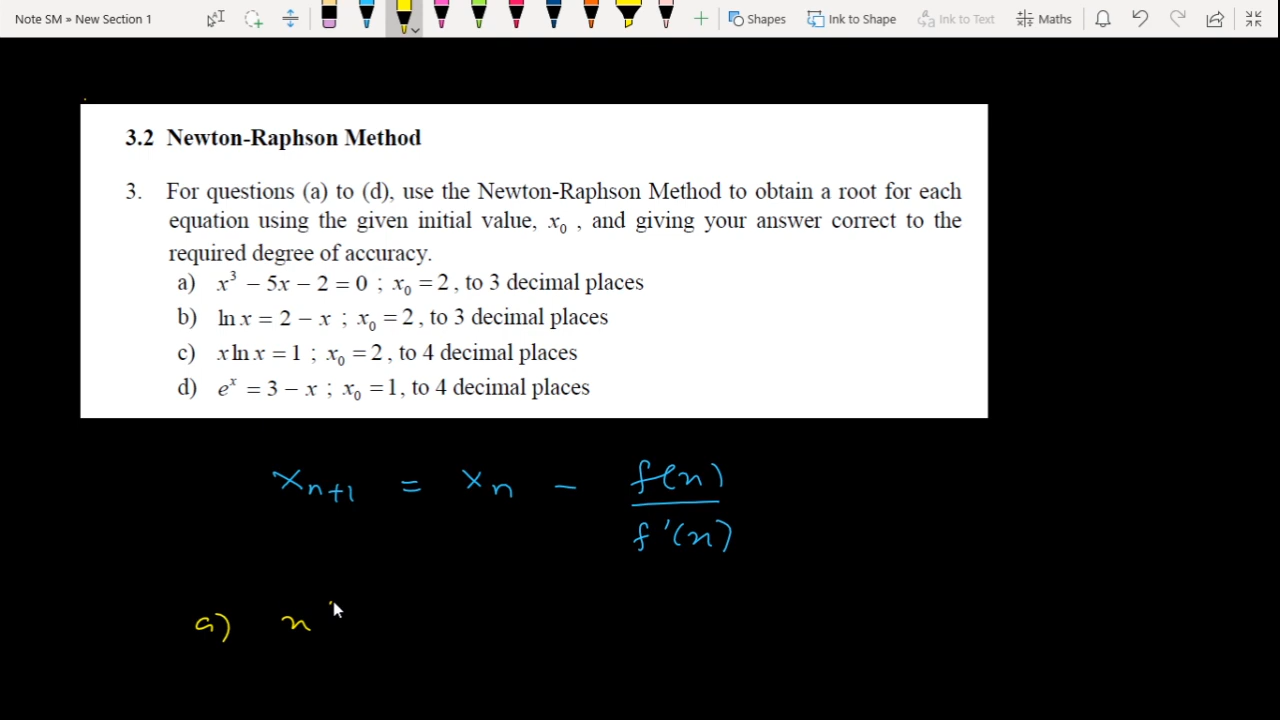 Note SM » New Section 1
Shapes
Ink to Shape
Ink to Text
Maths
3.2 Newton-Raphson Method
3. For questions (a) to (d), use the Newton-Raphson Method to obtain a root for each
equation using the given initial value, x₀ , and giving your answer correct to the
required degree of accuracy.
a) x³ − 5x − 2 = 0 ; x₀ = 2, to 3 decimal places
b) ln x = 2 − x ; x₀ = 2, to 3 decimal places
c) x ln x = 1 ; x₀ = 2, to 4 decimal places
d) eˣ = 3 − x ; x₀ = 1, to 4 decimal places
xₙ₊₁ = xₙ − f(x)
f'(x)
a) x